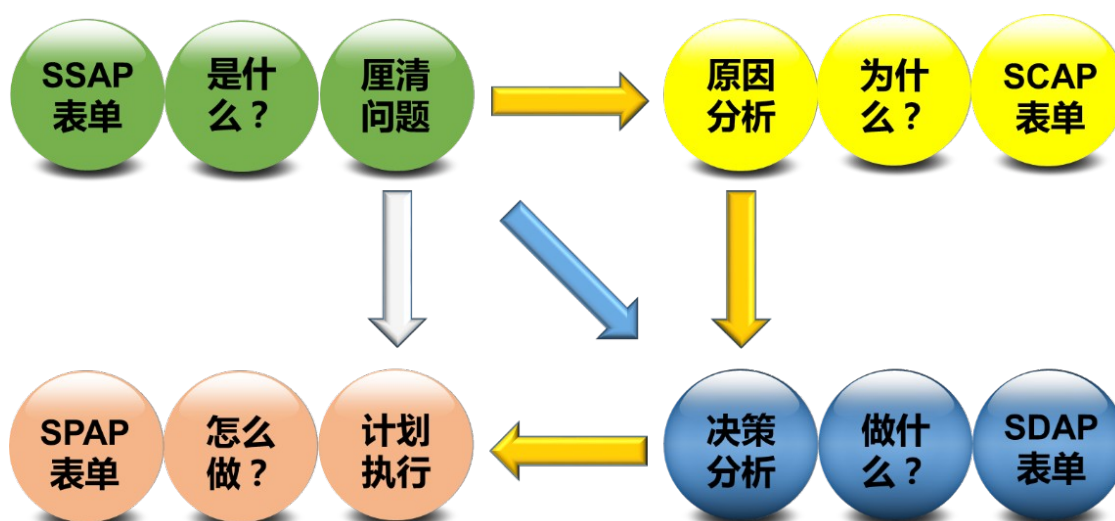 SSAP
表单
是什
么？
厘清
问题
原因
分析
为什
么？
SCAP
表单
SPAP
表单
怎么
做？
计划
执行
决策
分析
做什
么？
SDAP
表单